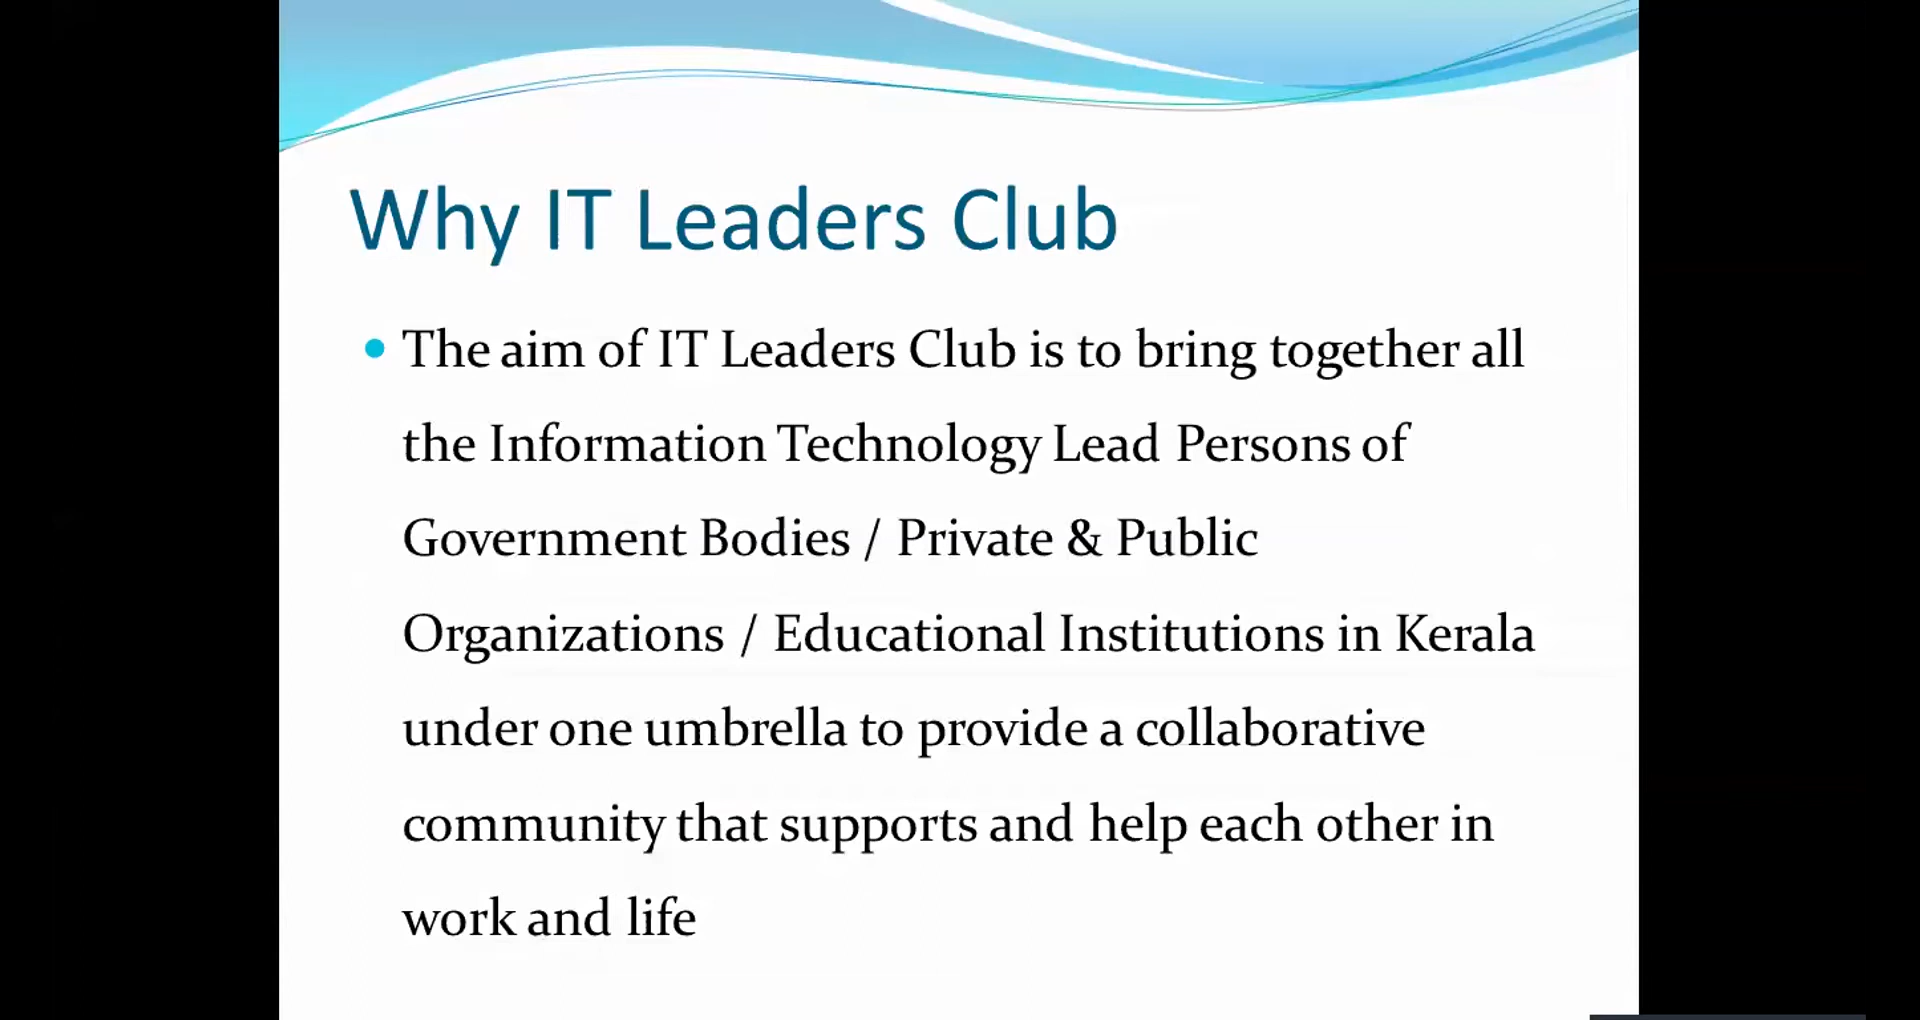 Why IT Leaders Club
• The aim of IT Leaders Club is to bring together all
the Information Technology Lead Persons of
Government Bodies / Private & Public
Organizations / Educational Institutions in Kerala
under one umbrella to provide a collaborative
community that supports and help each other in
work and life